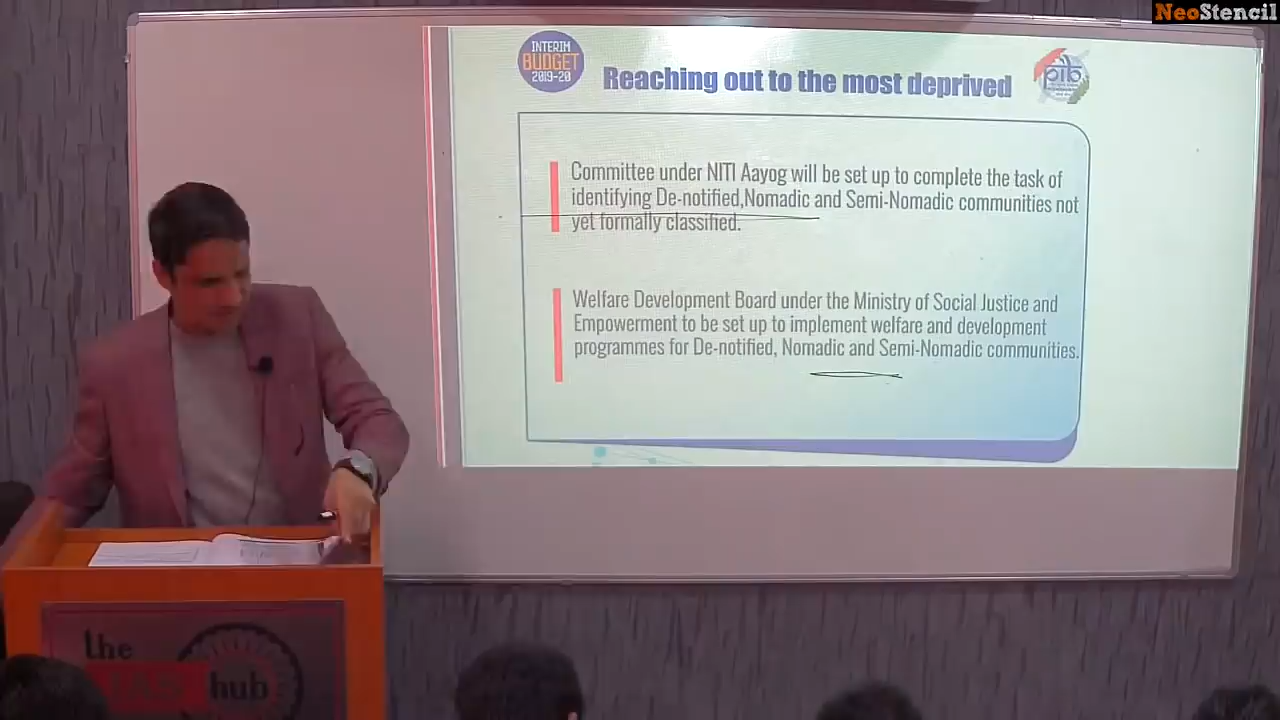 NeoStencil
INTERIM
BUDGET
2019-20
Reaching out to the most deprived
pib
Committee under NITI Aayog will be set up to complete the task of
identifying De-notified,Nomadic and Semi-Nomadic communities not
yet formally classified.
Welfare Development Board under the Ministry of Social Justice and
Empowerment to be set up to implement welfare and development
programmes for De-notified, Nomadic and Semi-Nomadic communities.
the
IAS hub